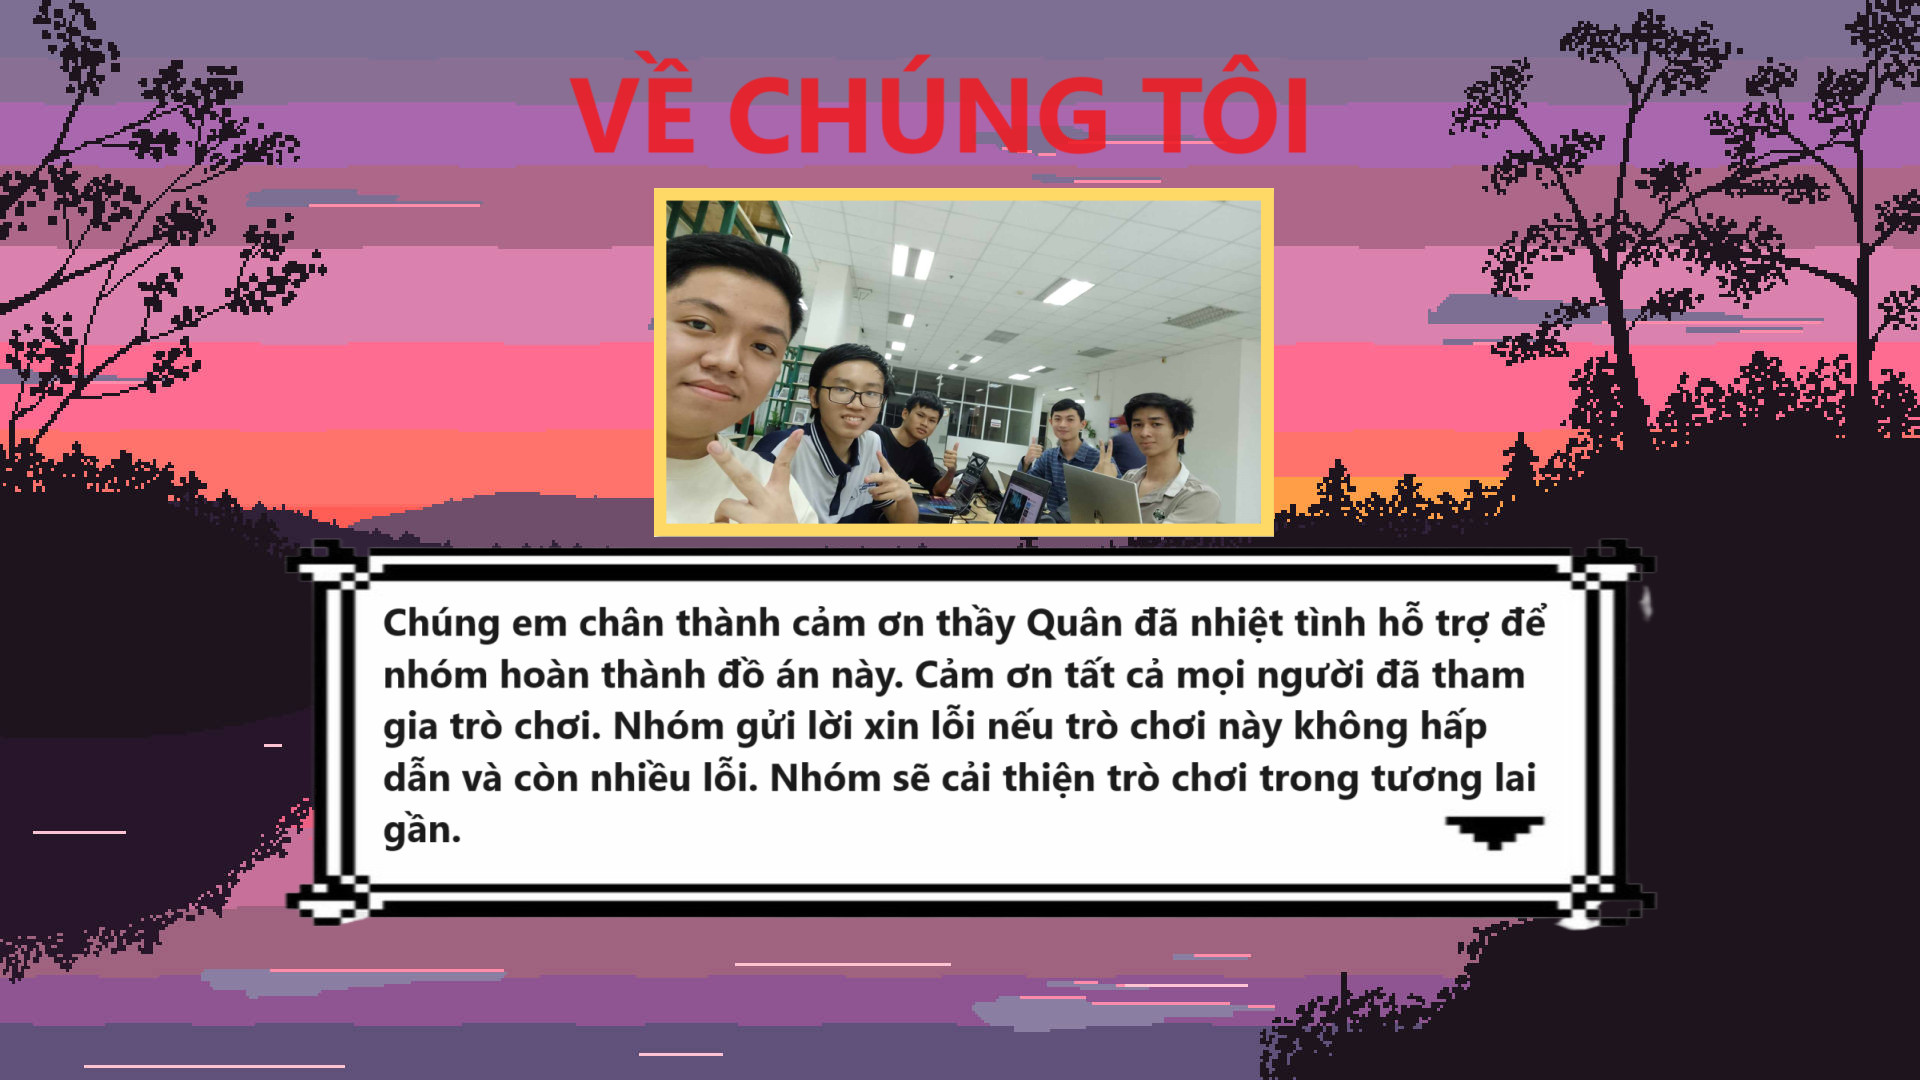 VỀ CHÚNG TÔI
Chúng em chân thành cảm ơn thầy Quân đã nhiệt tình hỗ trợ để
nhóm hoàn thành đồ án này. Cảm ơn tất cả mọi người đã tham
gia trò chơi. Nhóm gửi lời xin lỗi nếu trò chơi này không hấp
dẫn và còn nhiều lỗi. Nhóm sẽ cải thiện trò chơi trong tương lai
gần.